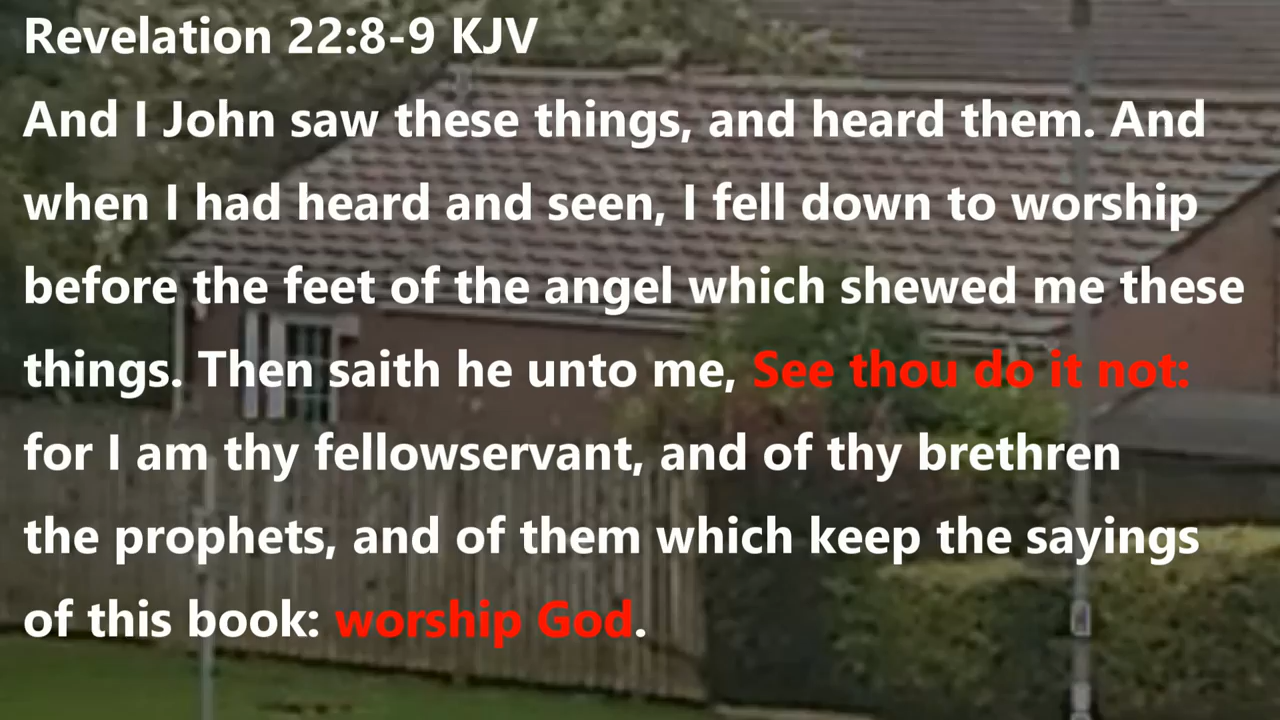 Revelation 22:8-9 KJV
And I John saw these things, and heard them. And
when I had heard and seen, I fell down to worship
before the feet of the angel which shewed me these
things. Then saith he unto me, See thou do it not:
for I am thy fellowservant, and of thy brethren
the prophets, and of them which keep the sayings
of this book: worship God.